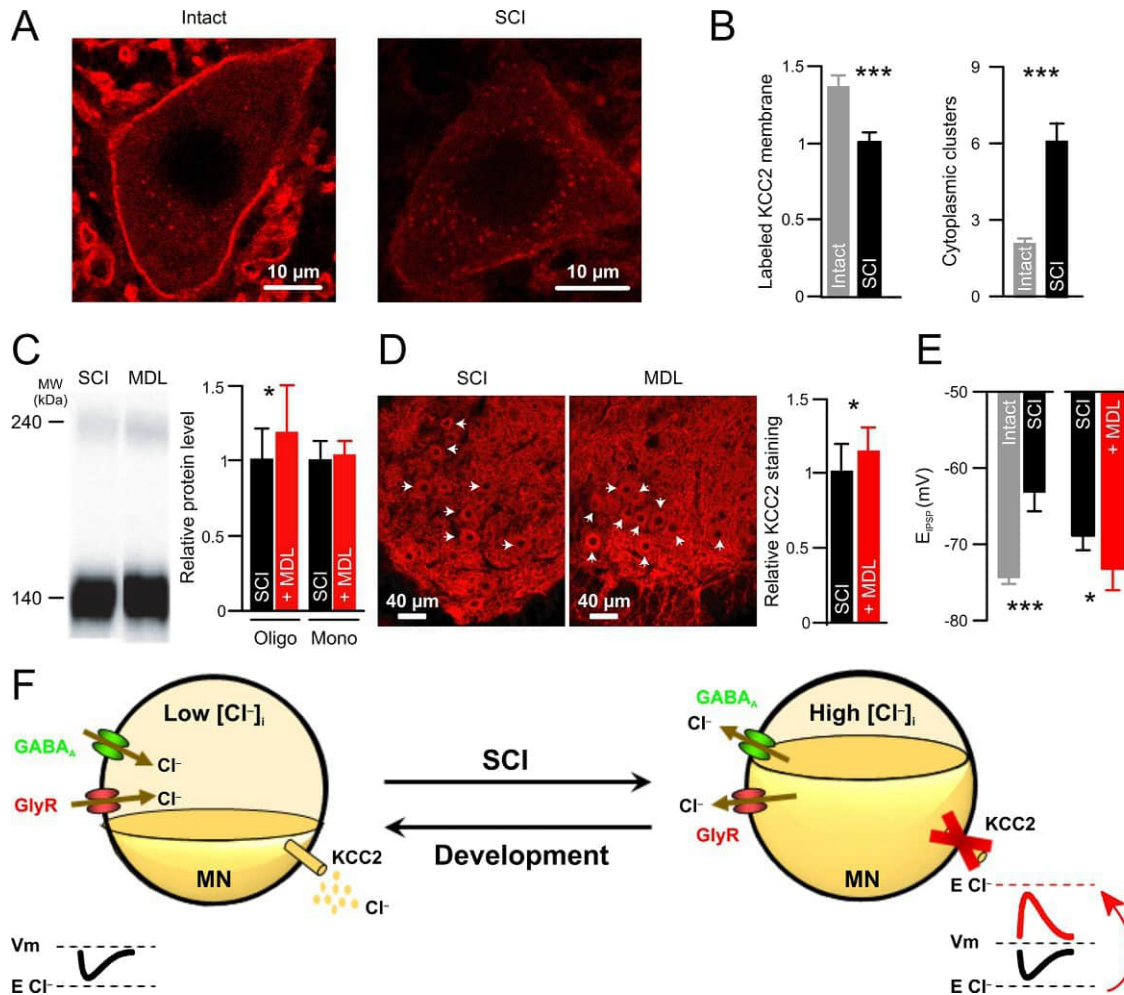 A
Intact
SCI
10 µm
10 µm
B
Labeled KCC2 membrane
1.5
1
0.5
0
***
Intact
SCI
Cytoplasmic clusters
9
6
3
0
***
Intact
SCI
C
MW
(kDa)
SCI
MDL
240
140
Relative protein level
1.5
1
0.5
0
*
SCI
+ MDL
SCI
+ MDL
Oligo
Mono
D
SCI
MDL
40 µm
40 µm
Relative KCC2 staining
1.5
1
0.5
0
*
SCI
+ MDL
E
E IPSP (mV)
-50
-60
-70
-80
Intact
SCI
SCI
+ MDL
***
*
F
Low [Cl⁻]i
GABA A
Cl⁻
Cl⁻
GlyR
MN
KCC2
Cl⁻
Vm
E Cl⁻
SCI
Development
High [Cl⁻]i
GABA A
Cl⁻
Cl⁻
GlyR
MN
KCC2
E Cl⁻
Vm
E Cl⁻